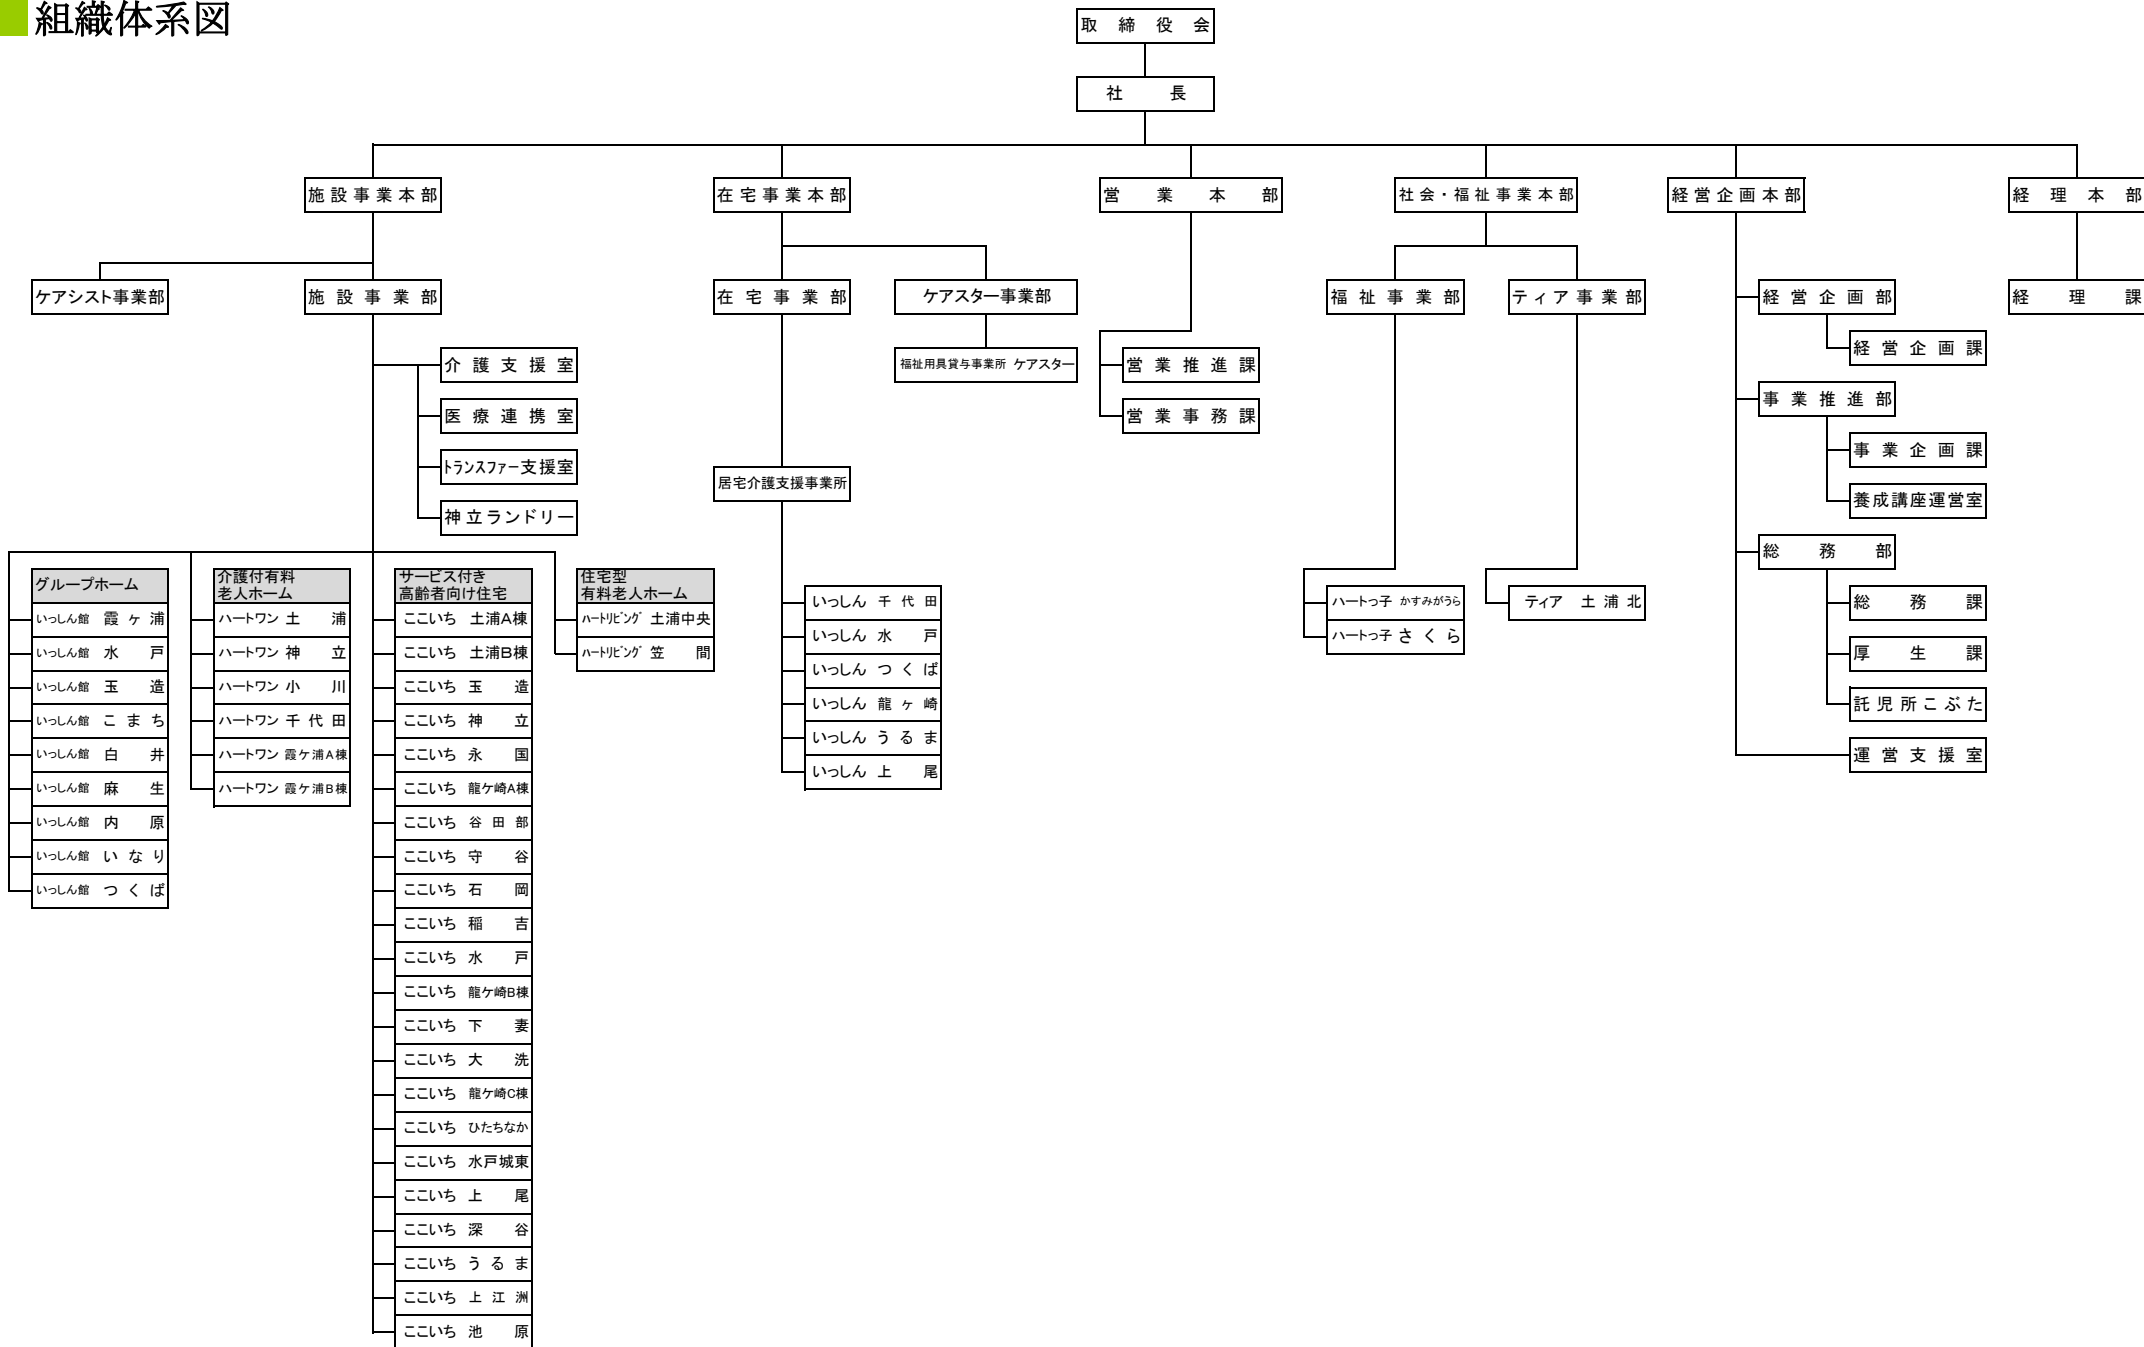 組織体系図
取締役会
社長
施設事業本部
在宅事業本部
営業本部
社会・福祉事業本部
経営企画本部
経理本部
ケアシスト事業部
施設事業部
在宅事業部
ケアスター事業部
福祉事業部
ティア事業部
経営企画部
経理課
介護支援室
医療連携室
トランスファー支援室
神立ランドリー
福祉用具貸与事業所 ケアスター
営業推進課
営業事務課
経営企画課
事業推進部
事業企画課
養成講座運営室
総務部
総務課
厚生課
託児所こぶた
運営支援室
居宅介護支援事業所
グループホーム
いっしん館 霞ヶ浦
いっしん館 水戸
いっしん館 玉造
いっしん館 こまち
いっしん館 白井
いっしん館 麻生
いっしん館 内原
いっしん館 いなり
いっしん館 つくば
介護付有料
老人ホーム
ハートワン 土浦
ハートワン 神立
ハートワン 小川
ハートワン 千代田
ハートワン 霞ケ浦A棟
ハートワン 霞ケ浦B棟
サービス付き
高齢者向け住宅
ここいち 土浦A棟
ここいち 土浦B棟
ここいち 玉造
ここいち 神立
ここいち 永国
ここいち 龍ケ崎A棟
ここいち 谷田部
ここいち 守谷
ここいち 石岡
ここいち 稲吉
ここいち 水戸
ここいち 龍ケ崎B棟
ここいち 下妻
ここいち 大洗
ここいち 龍ケ崎C棟
ここいち ひたちなか
ここいち 水戸城東
ここいち 上尾
ここいち 深谷
ここいち うるま
ここいち 上江洲
ここいち 池原
住宅型
有料老人ホーム
ハートリビング 土浦中央
ハートリビング 笠間
いっしん 千代田
いっしん 水戸
いっしん つくば
いっしん 龍ヶ崎
いっしん うるま
いっしん 上尾
ハートっ子 かすみがうら
ハートっ子 さくら
ティア 土浦北